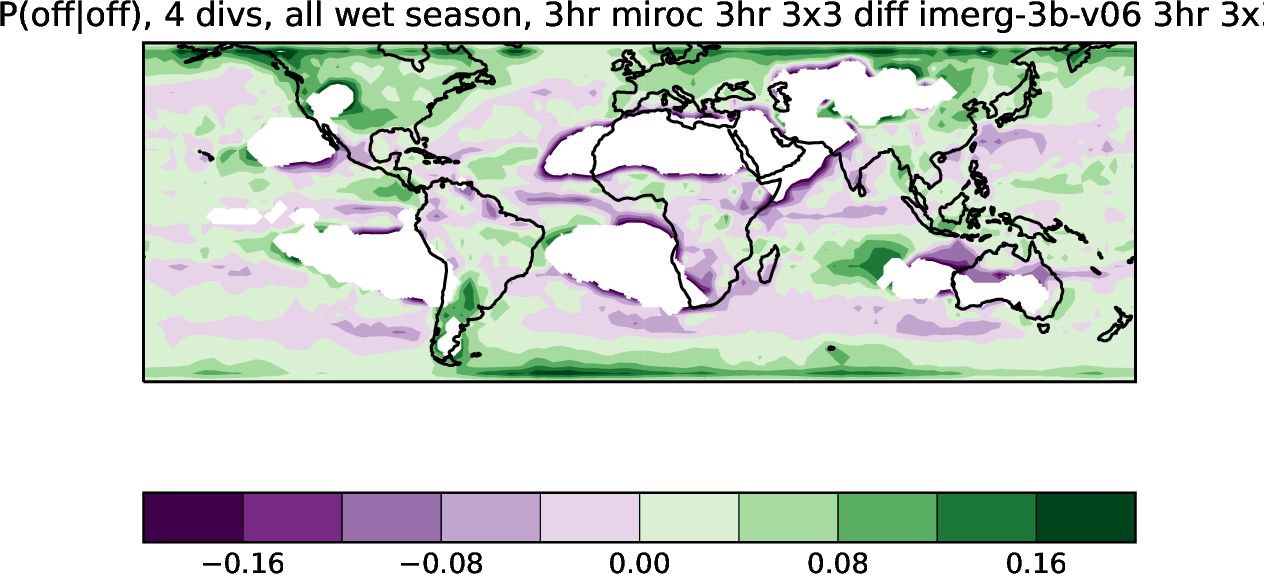 P(off|off), 4 divs, all wet season, 3hr miroc 3hr 3x3 diff imerg-3b-v06 3hr 3x3
−0.16 −0.08 0.00 0.08 0.16